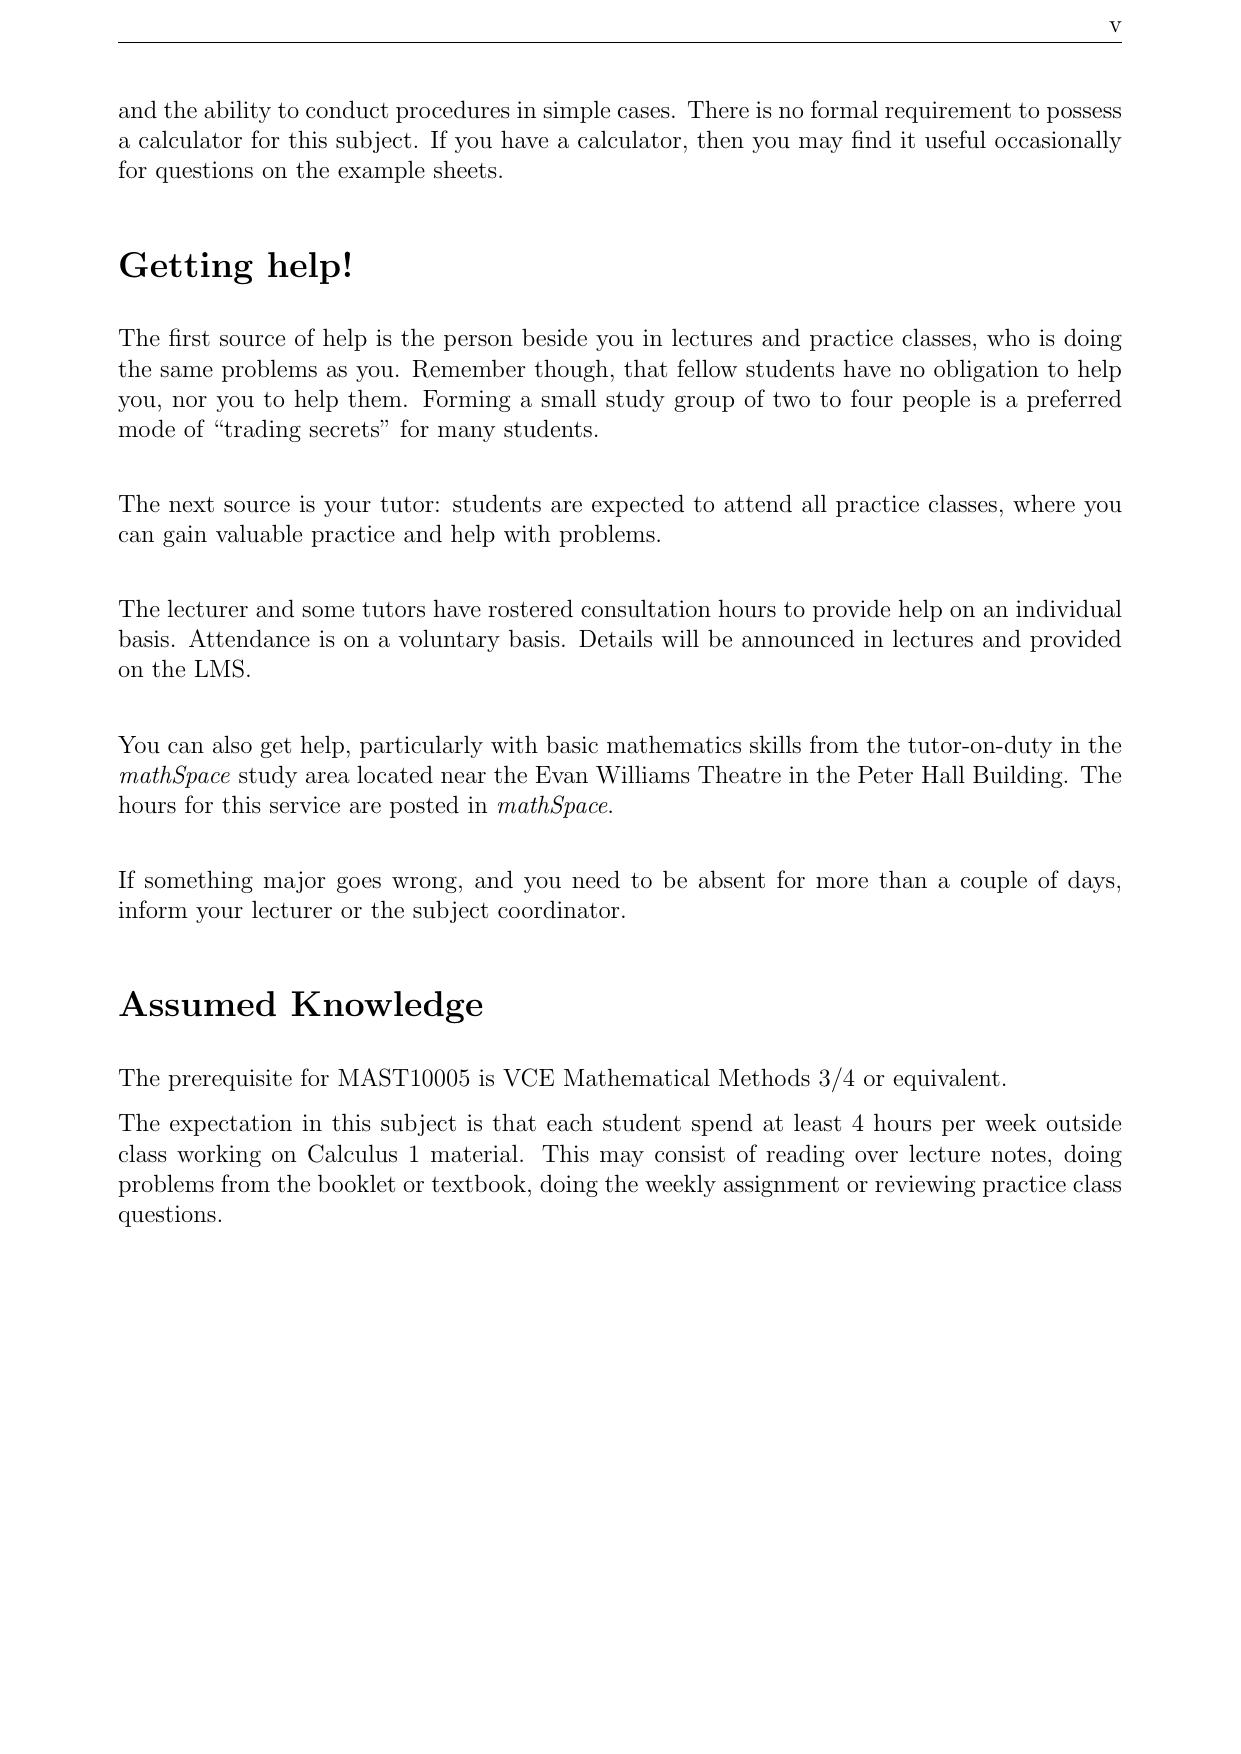 v
and the ability to conduct procedures in simple cases. There is no formal requirement to possess
a calculator for this subject. If you have a calculator, then you may find it useful occasionally
for questions on the example sheets.
Getting help!
The first source of help is the person beside you in lectures and practice classes, who is doing
the same problems as you. Remember though, that fellow students have no obligation to help
you, nor you to help them. Forming a small study group of two to four people is a preferred
mode of “trading secrets” for many students.
The next source is your tutor: students are expected to attend all practice classes, where you
can gain valuable practice and help with problems.
The lecturer and some tutors have rostered consultation hours to provide help on an individual
basis. Attendance is on a voluntary basis. Details will be announced in lectures and provided
on the LMS.
You can also get help, particularly with basic mathematics skills from the tutor-on-duty in the
mathSpace study area located near the Evan Williams Theatre in the Peter Hall Building. The
hours for this service are posted in mathSpace.
If something major goes wrong, and you need to be absent for more than a couple of days,
inform your lecturer or the subject coordinator.
Assumed Knowledge
The prerequisite for MAST10005 is VCE Mathematical Methods 3/4 or equivalent.
The expectation in this subject is that each student spend at least 4 hours per week outside
class working on Calculus 1 material. This may consist of reading over lecture notes, doing
problems from the booklet or textbook, doing the weekly assignment or reviewing practice class
questions.